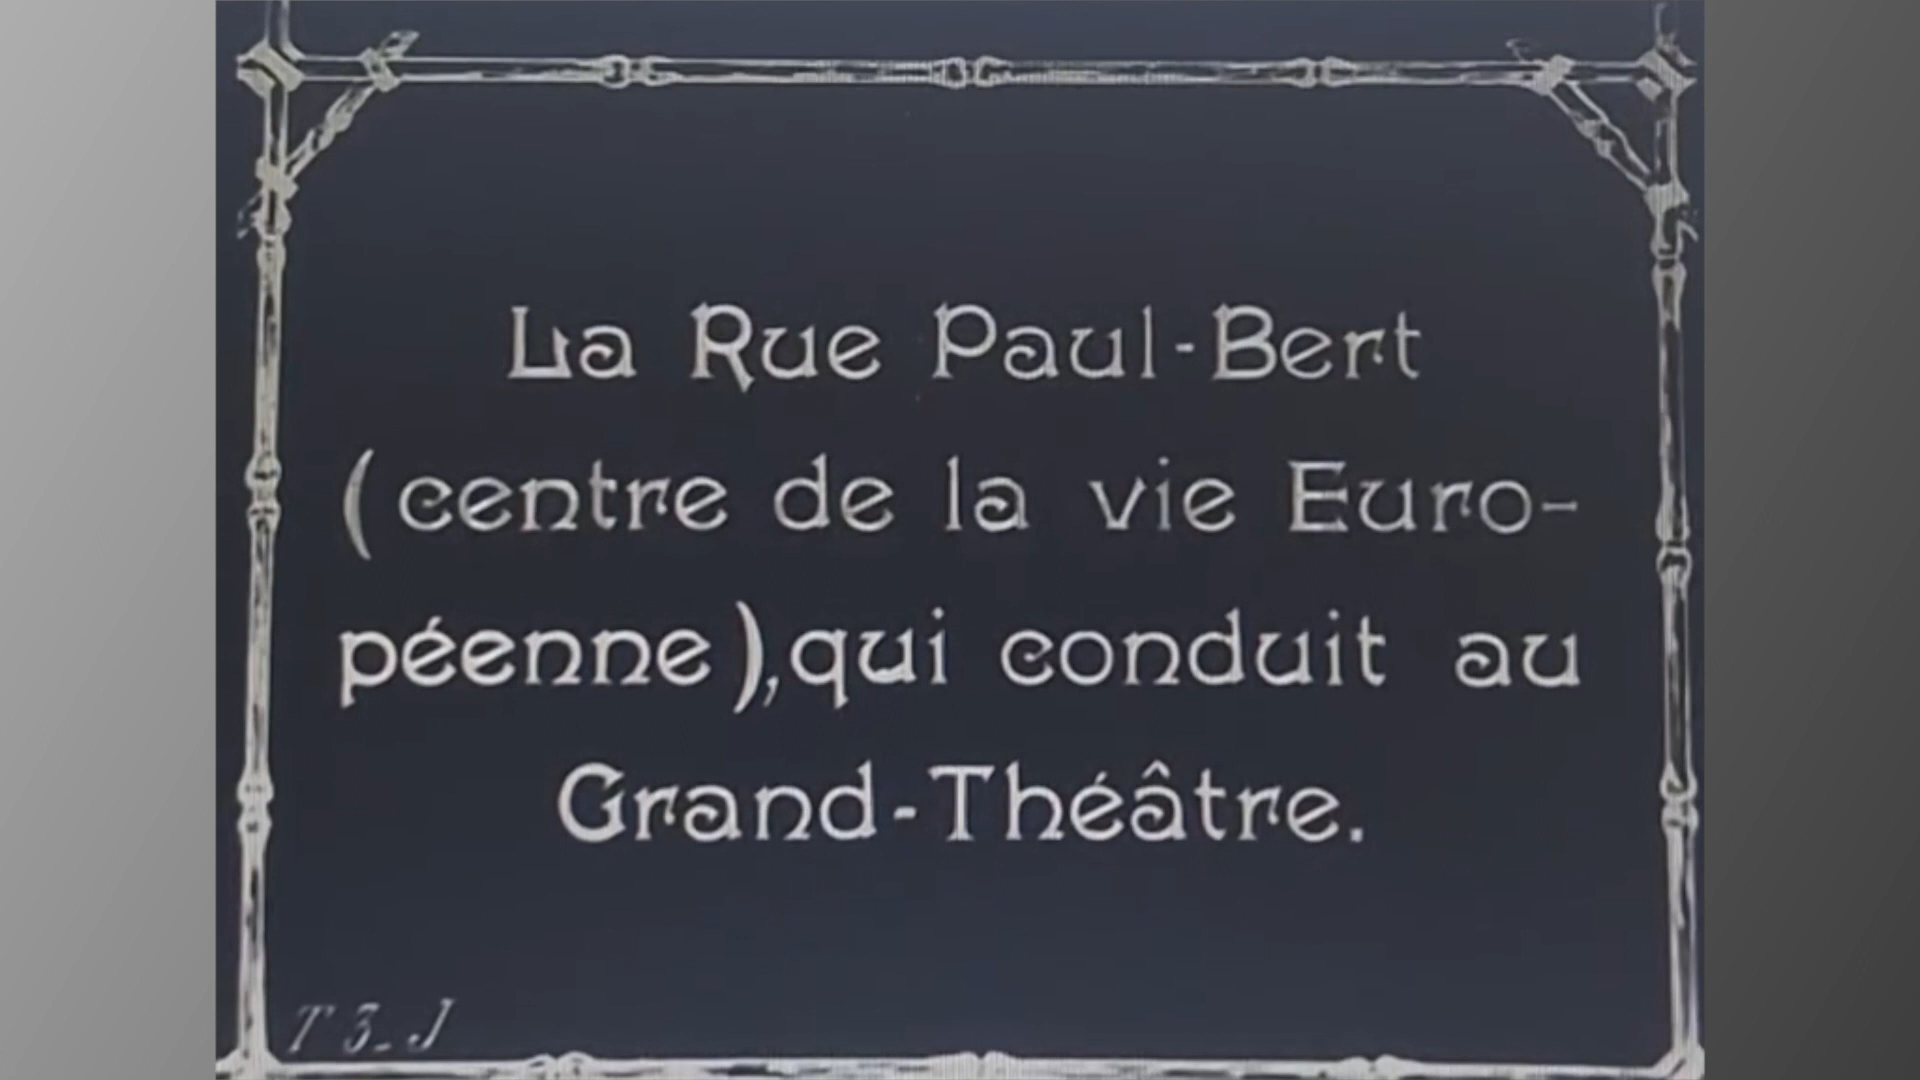 La Rue Paul-Bert
(centre de la vie Euro-
péenne), qui conduit au
Grand-Théâtre.
T 3_J